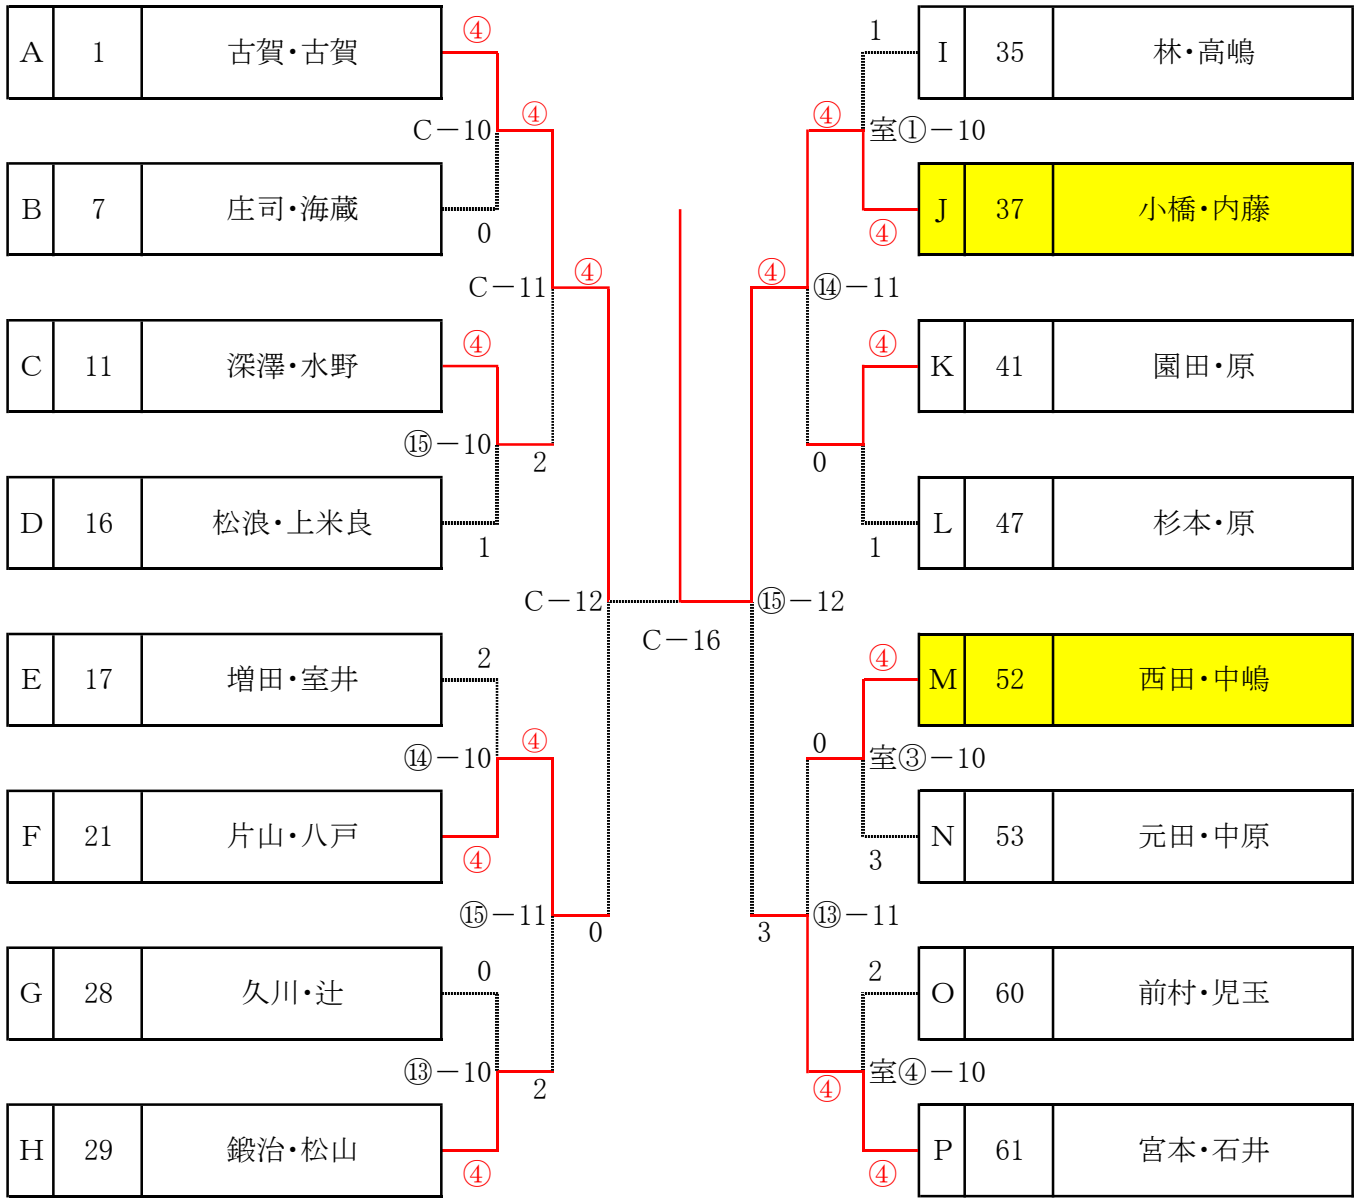 A 1 古賀・古賀 ④
C－10 ④
B 7 庄司・海蔵 0
C－11 ④
C 11 深澤・水野 ④
⑮－10 2
D 16 松浪・上米良 1
C－12
E 17 増田・室井 2
⑭－10 ④
F 21 片山・八戸 ④
⑮－11 0
G 28 久川・辻 0
⑬－10 2
H 29 鍛治・松山 ④
C－16
1 I 35 林・高嶋
④ 室①－10
④ J 37 小橋・内藤
④ ⑭－11
④ K 41 園田・原
0
1 L 47 杉本・原
⑮－12
④ M 52 西田・中嶋
0 室③－10
3 N 53 元田・中原
3 ⑬－11
2 O 60 前村・児玉
④ 室④－10
④ P 61 宮本・石井